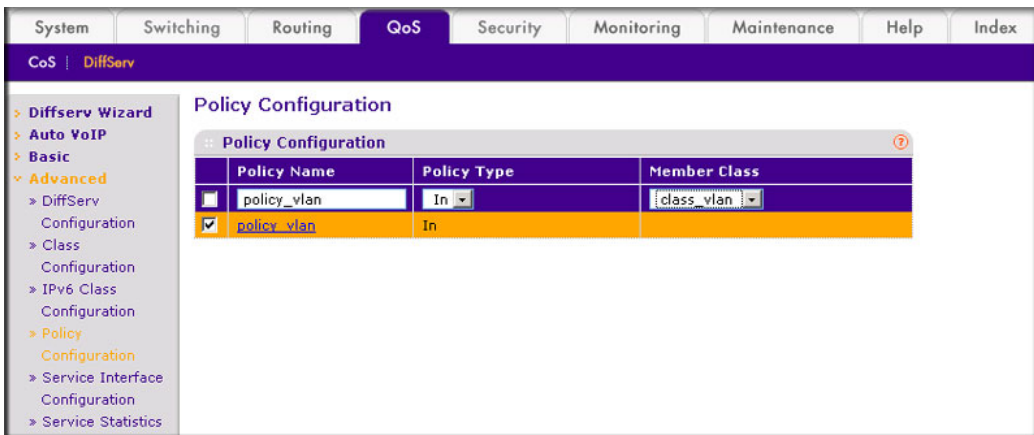 System Switching Routing QoS Security Monitoring Maintenance Help Index
CoS | DiffServ
Diffserv Wizard
Auto VoIP
Basic
Advanced
» DiffServ
Configuration
» Class
Configuration
» IPv6 Class
Configuration
» Policy
Configuration
» Service Interface
Configuration
» Service Statistics
Policy Configuration
Policy Configuration ?
Policy Name Policy Type Member Class
policy_vlan In class_vlan
policy_vlan In